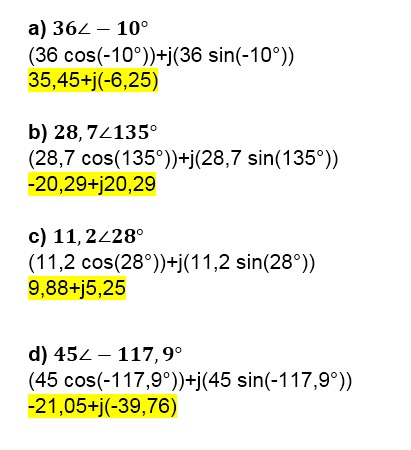 a) 36∠ − 10°
(36 cos(-10°))+j(36 sin(-10°))
35,45+j(-6,25)
b) 28, 7∠135°
(28,7 cos(135°))+j(28,7 sin(135°))
-20,29+j20,29
c) 11, 2∠28°
(11,2 cos(28°))+j(11,2 sin(28°))
9,88+j5,25
d) 45∠ − 117, 9°
(45 cos(-117,9°))+j(45 sin(-117,9°))
-21,05+j(-39,76)